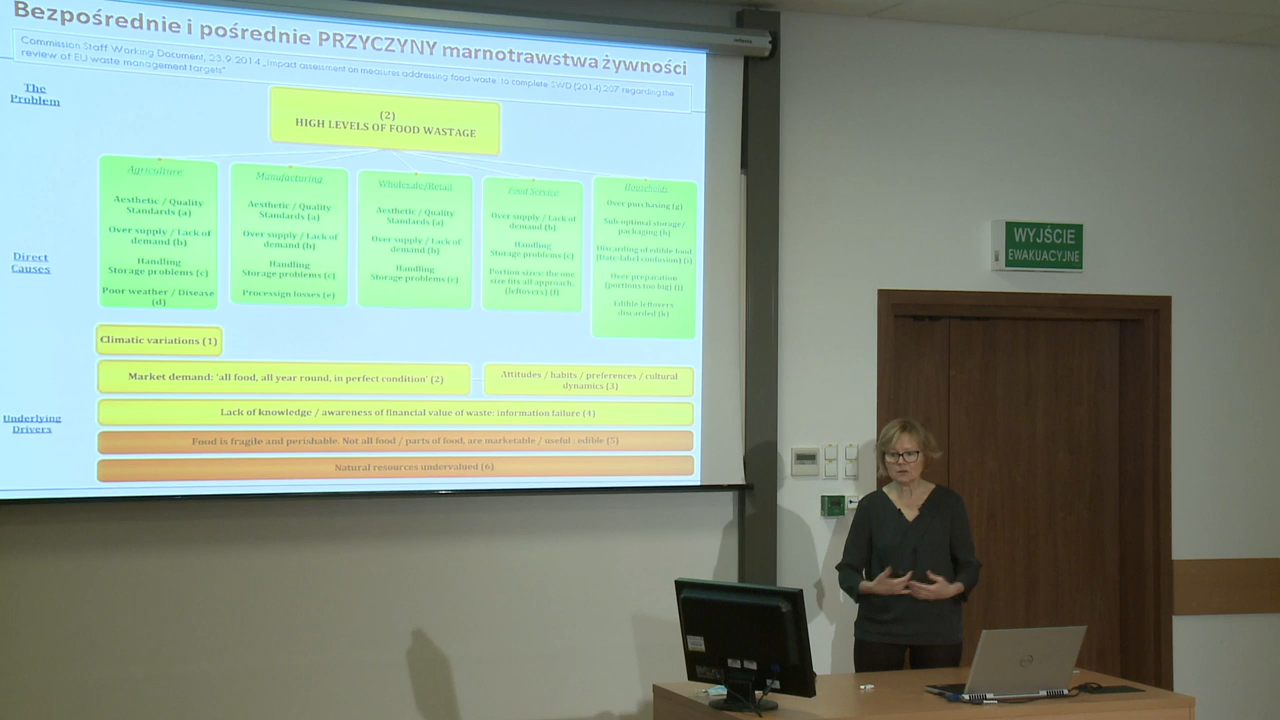 Bezpośrednie i pośrednie PRZYCZYNY marnotrawstwa żywności
Commission Staff Working Document, 23.9.2014 „Impact assessment on measures addressing food waste to complete SWD (2014) 207 regarding the
review of EU waste management targets"
The
Problem
(2)
HIGH LEVELS OF FOOD WASTAGE
Direct
Causes
Agriculture
Aesthetic / Quality
Standards (a)
Over supply / Lack of
demand (b)
Handling
Storage problems (c)
Poor weather / Disease
(d)
Manufacturing
Aesthetic / Quality
Standards (a)
Over supply / Lack of
demand (b)
Handling
Storage problems (c)
Processign losses (e)
Wholesale/Retail
Aesthetic / Quality
Standards (a)
Over supply / Lack of
demand (b)
Handling
Storage problems (c)
Food Service
Over supply / Lack of
demand (b)
Handling
Storage problems (c)
Portion sizes: the one
size fits all approach.
(leftovers) (f)
Households
Over purchasing (g)
Sub optimal storage/
packaging (h)
Discarding of edible food
(Date label confusion) (i)
Over preparation
(portions too big) (j)
Edible leftovers
discarded (k)
Underlying
Drivers
Climatic variations (1)
Market demand: 'all food, all year round, in perfect condition' (2)
Attitudes / habits / preferences / cultural
dynamics (3)
Lack of knowledge / awareness of financial value of waste: information failure (4)
Food is fragile and perishable. Not all food / parts of food, are marketable / useful : edible (5)
Natural resources undervalued (6)
WYJŚCIE
EWAKUACYJNE